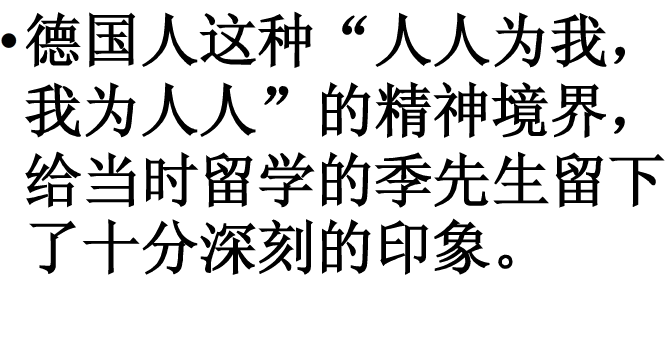 •德国人这种“人人为我，
我为人人”的精神境界，
给当时留学的季先生留下
了十分深刻的印象。